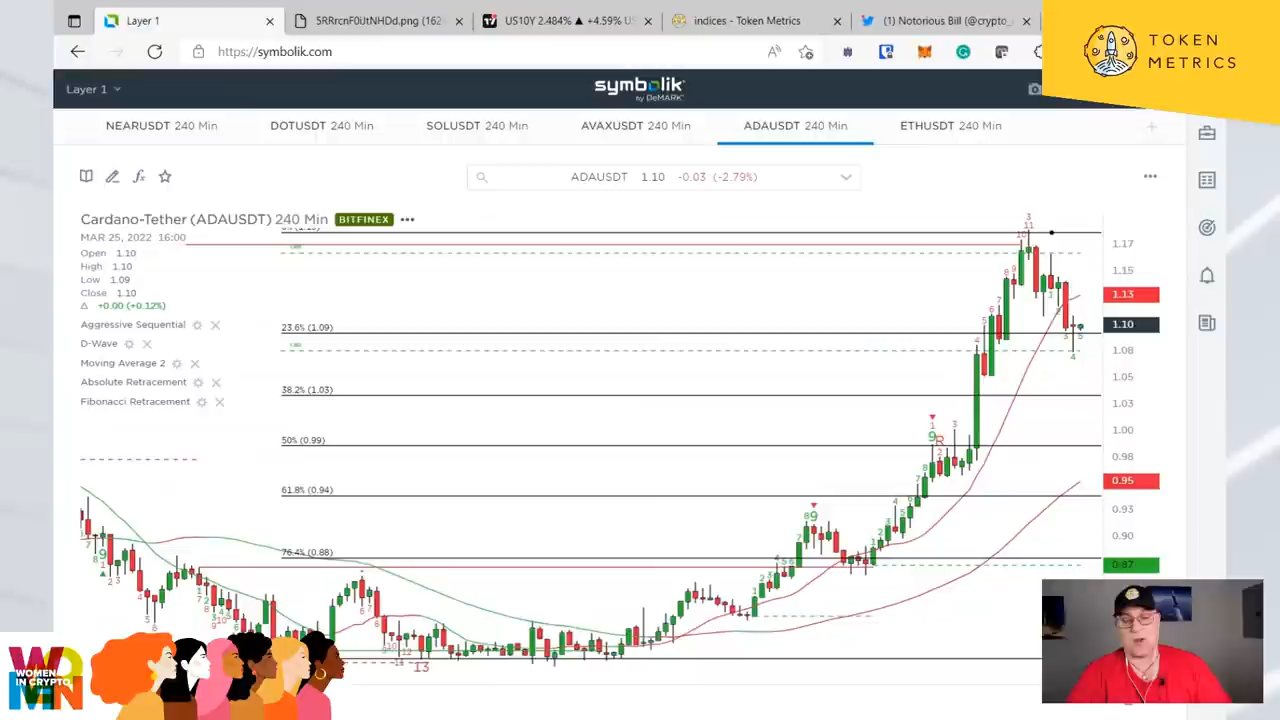 Layer 1
5RRrcnF0UtNHDd.png (162
US10Y 2.484% ▲ +4.59% US
indices - Token Metrics
(1) Notorious Bill (@crypto_
https://symbolik.com
TOKEN
METRICS
Layer 1
symbolik
by DeMARK
NEARUSDT 240 Min
DOTUSDT 240 Min
SOLUSDT 240 Min
AVAXUSDT 240 Min
ADAUSDT 240 Min
ETHUSDT 240 Min
ADAUSDT 1.10 -0.03 (-2.79%)
Cardano-Tether (ADAUSDT) 240 Min BITFINEX
MAR 25, 2022 16:00
Open 1.10
High 1.10
Low 1.09
Close 1.10
Δ +0.00 (+0.12%)
Aggressive Sequential
D-Wave
Moving Average 2
Absolute Retracement
Fibonacci Retracement
23.6% (1.09)
38.2% (1.03)
50% (0.99)
61.8% (0.94)
76.4% (0.88)
1.17
1.15
1.13
1.10
1.08
1.05
1.03
1.00
0.98
0.95
0.93
0.90
0.87
13
WOMEN
IN CRYPTO